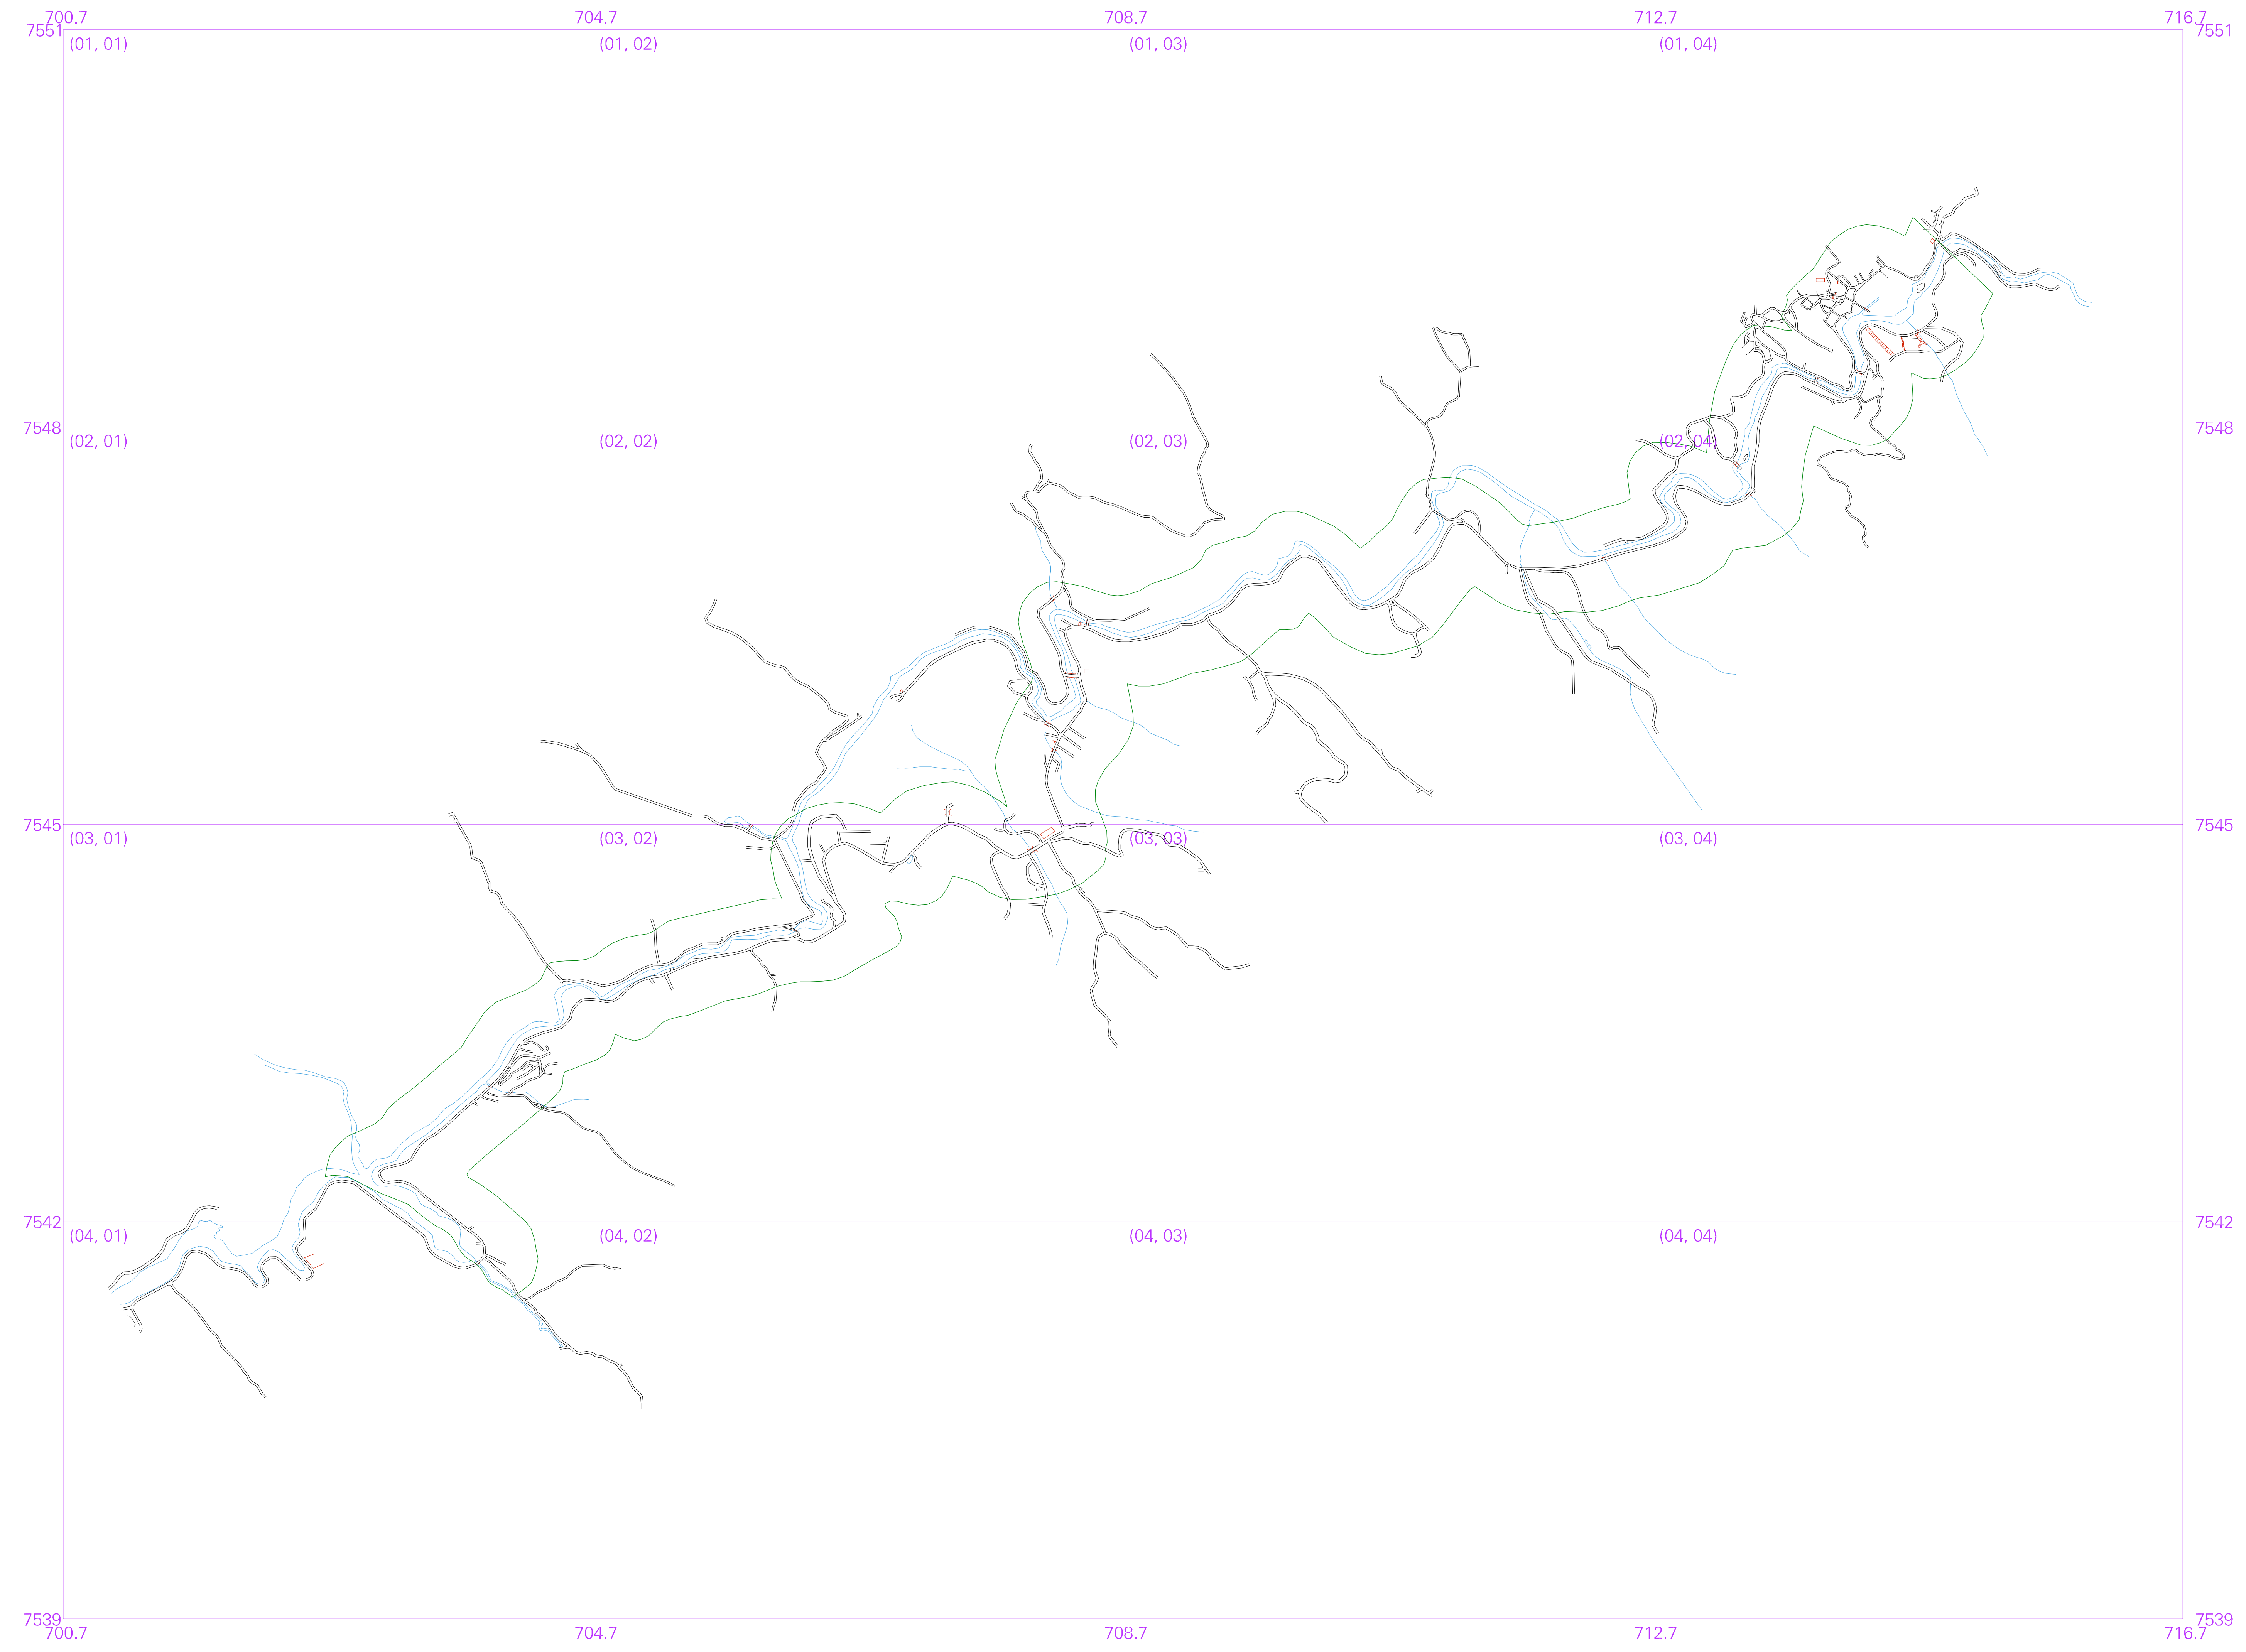 700.7 704.7 708.7 712.7 716.7
7551 7551
(01, 01) (01, 02) (01, 03) (01, 04)
7548 7548
(02, 01) (02, 02) (02, 03) (02, 04)
7545 7545
(03, 01) (03, 02) (03, 03) (03, 04)
7542 7542
(04, 01) (04, 02) (04, 03) (04, 04)
7539 7539
700.7 704.7 708.7 712.7 716.7